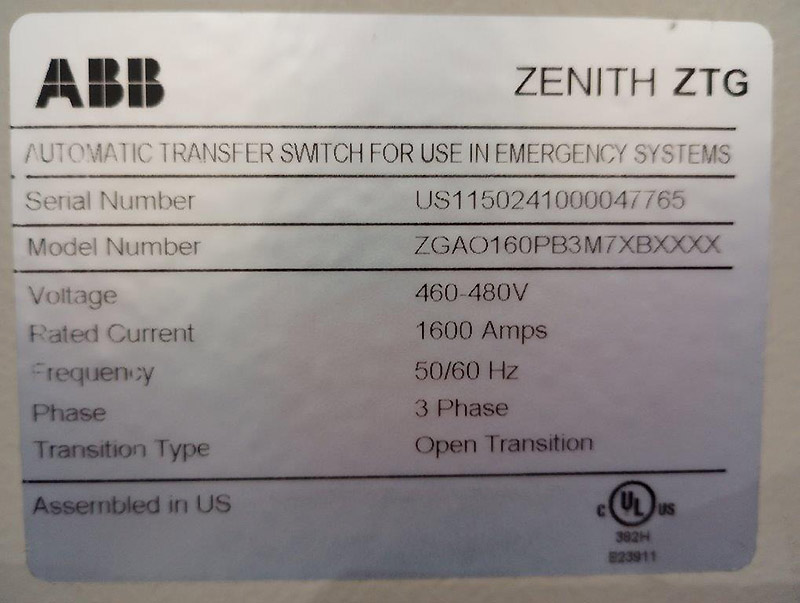 ABB ZENITH ZTG
AUTOMATIC TRANSFER SWITCH FOR USE IN EMERGENCY SYSTEMS
Serial Number US1150241000047765
Model Number ZGAO160PB3M7XBXXXX
Voltage 460-480V
Rated Current 1600 Amps
Frequency 50/60 Hz
Phase 3 Phase
Transition Type Open Transition
Assembled in US
C UL US
382H
E23911